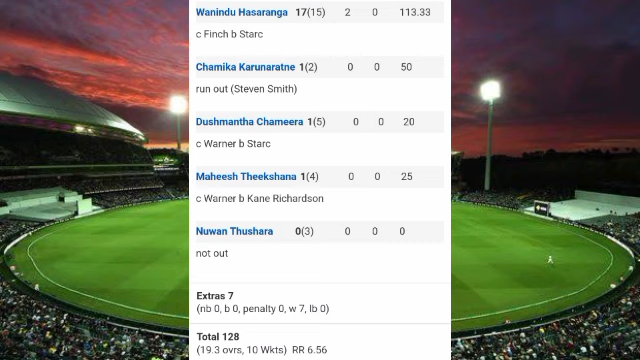 Wanindu Hasaranga 17(15) 2 0 113.33
c Finch b Starc
Chamika Karunaratne 1(2) 0 0 50
run out (Steven Smith)
Dushmantha Chameera 1(5) 0 0 20
c Warner b Starc
Maheesh Theekshana 1(4) 0 0 25
c Warner b Kane Richardson
Nuwan Thushara 0(3) 0 0 0
not out
Extras 7
(nb 0, b 0, penalty 0, w 7, lb 0)
Total 128
(19.3 ovrs, 10 Wkts) RR 6.56